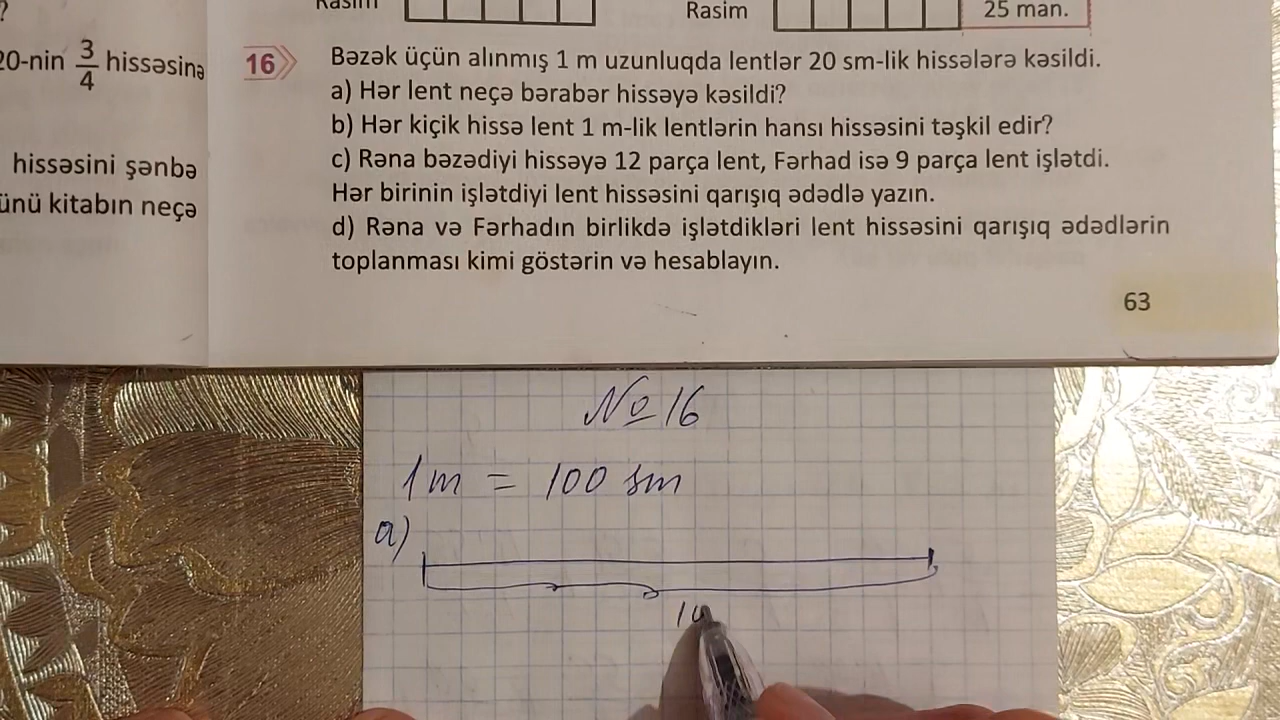 ?
Rasim
Rasim
25 man.
20-nin 3/4 hissəsinə
hissəsini şənbə
ünü kitabın neçə
16
Bəzək üçün alınmış 1 m uzunluqda lentlər 20 sm-lik hissələrə kəsildi.
a) Hər lent neçə bərabər hissəyə kəsildi?
b) Hər kiçik hissə lent 1 m-lik lentlərin hansı hissəsini təşkil edir?
c) Rəna bəzədiyi hissəyə 12 parça lent, Fərhad isə 9 parça lent işlətdi.
Hər birinin işlətdiyi lent hissəsini qarışıq ədədlə yazın.
d) Rəna və Fərhadın birlikdə işlətdikləri lent hissəsini qarışıq ədədlərin
toplanması kimi göstərin və hesablayın.
63
№ 16
1m = 100 sm
a)